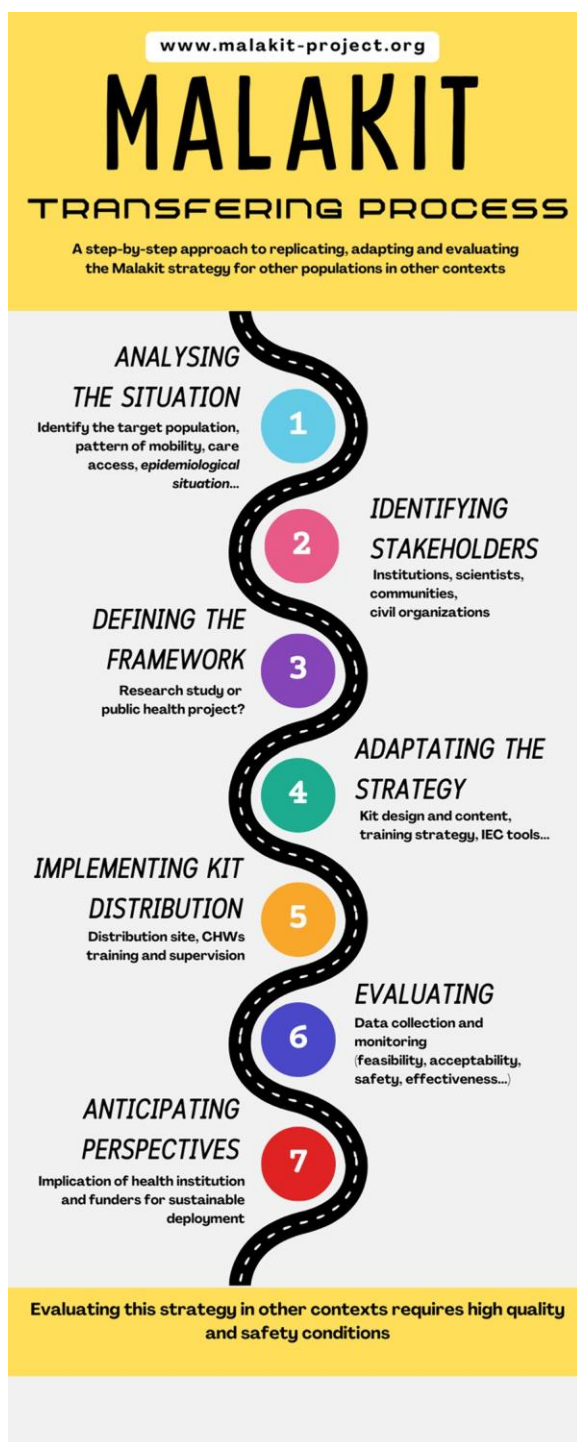 www.malakit-project.org
MALAKIT
TRANSFERING PROCESS
A step-by-step approach to replicating, adapting and evaluating
the Malakit strategy for other populations in other contexts
ANALYSING
THE SITUATION
Identify the target population,
pattern of mobility, care
access, epidemiological
situation...
1
IDENTIFYING
STAKEHOLDERS
Institutions, scientists,
communities,
civil organizations
2
DEFINING THE
FRAMEWORK
Research study or
public health project?
3
ADAPTATING THE
STRATEGY
Kit design and content,
training strategy, IEC tools...
4
IMPLEMENTING KIT
DISTRIBUTION
Distribution site, CHWs
training and supervision
5
EVALUATING
Data collection and
monitoring
(feasibility, acceptability,
safety, effectiveness...)
6
ANTICIPATING
PERSPECTIVES
Implication of health institution
and funders for sustainable
deployment
7
Evaluating this strategy in other contexts requires high quality
and safety conditions